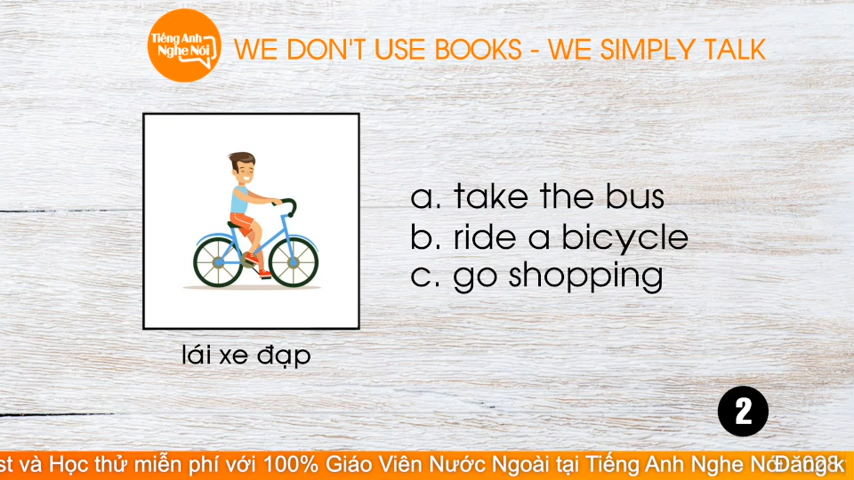 Tiếng Anh
Nghe Nói
WE DON'T USE BOOKS - WE SIMPLY TALK
a. take the bus
b. ride a bicycle
c. go shopping
lái xe đạp
2
st và Học thử miễn phí với 100% Giáo Viên Nước Ngoài tại Tiếng Anh Nghe Nói